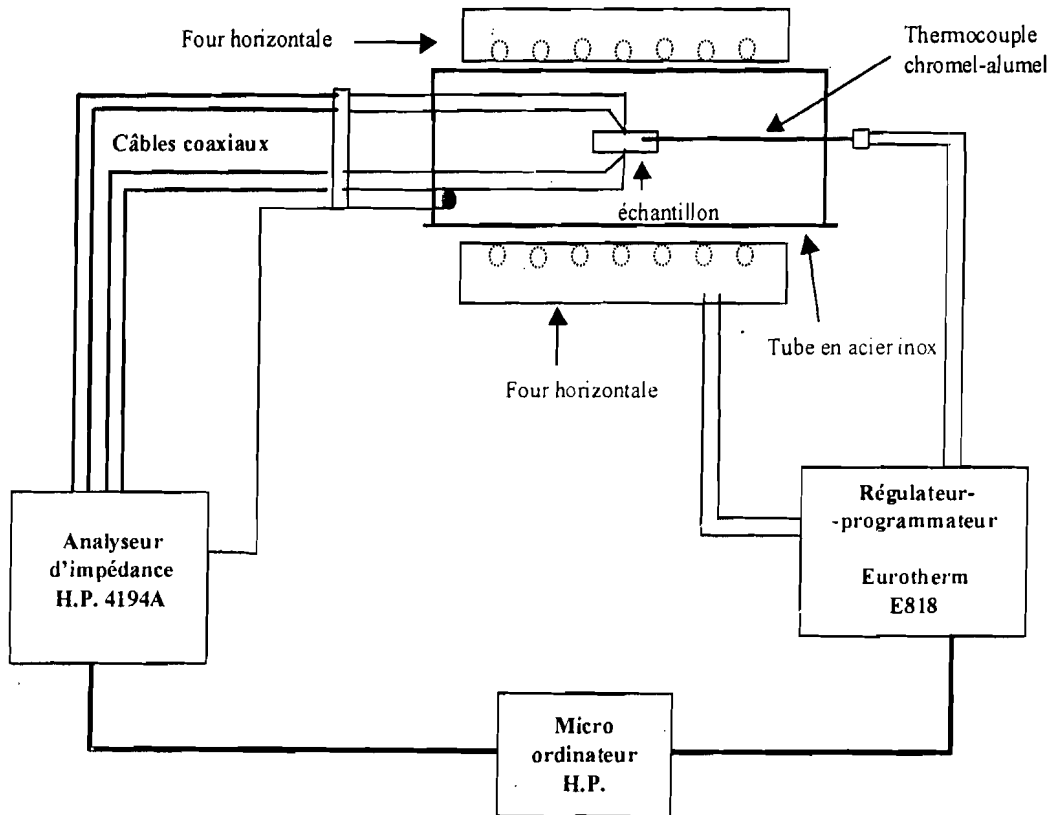 Four horizontale
Thermocouple
chromel-alumel
Câbles coaxiaux
échantillon
Tube en acier inox
Four horizontale
Analyseur
d'impédance
H.P. 4194A
Régulateur-
-programmateur
Eurotherm
E818
Micro
ordinateur
H.P.